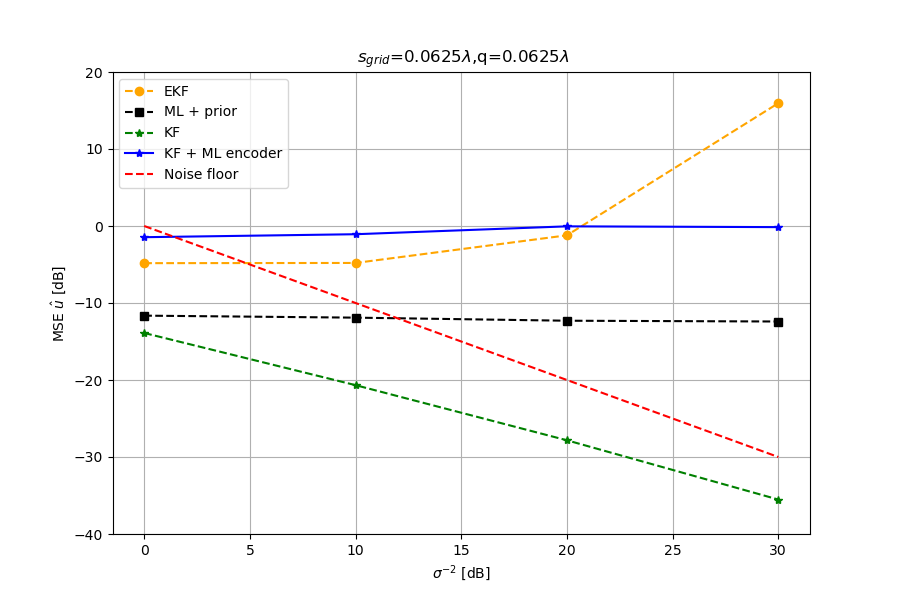 s_grid=0.0625λ,q=0.0625λ
EKF
ML + prior
KF
KF + ML encoder
Noise floor
20
10
0
−10
−20
−30
−40
MSE û [dB]
0 5 10 15 20 25 30
σ⁻² [dB]